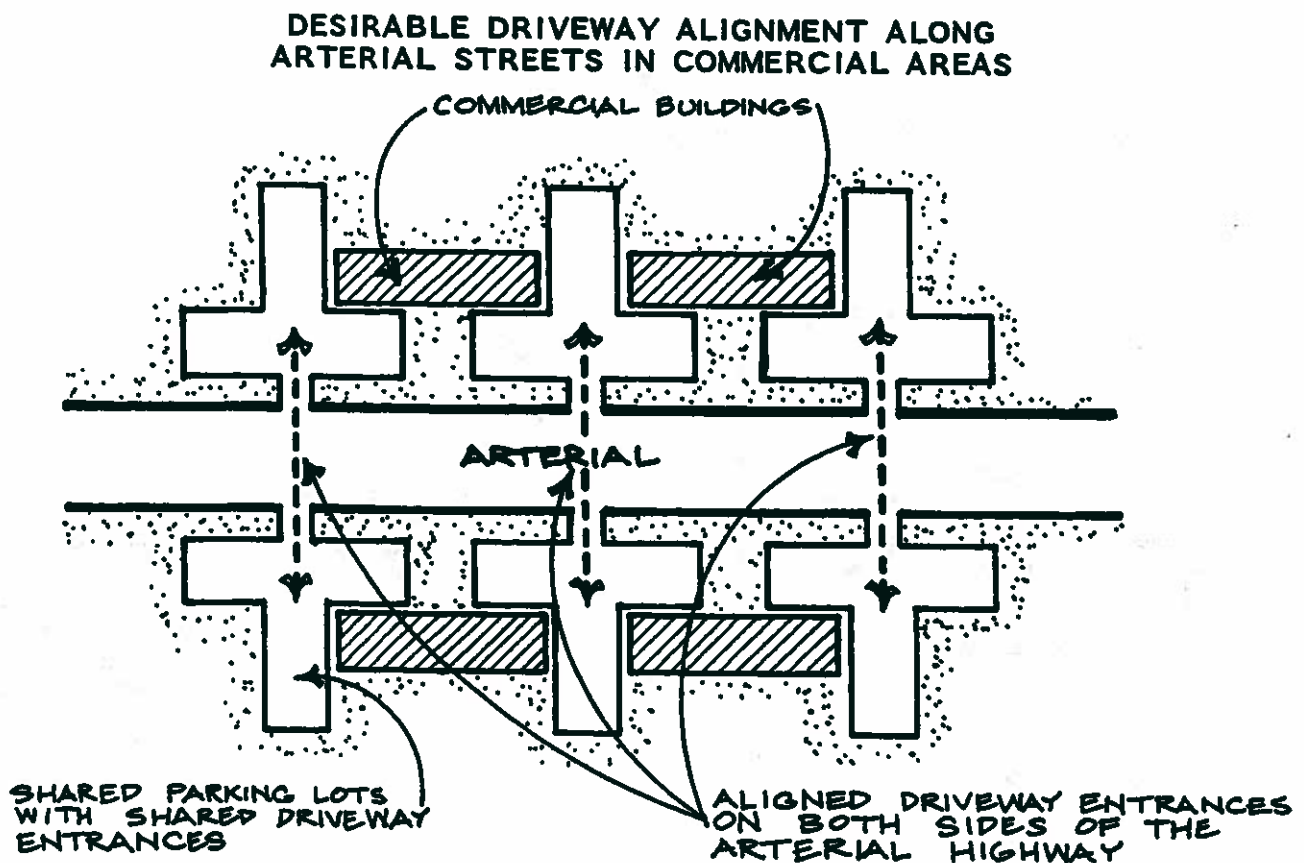 DESIRABLE DRIVEWAY ALIGNMENT ALONG
ARTERIAL STREETS IN COMMERCIAL AREAS
COMMERCIAL BUILDINGS
ARTERIAL
SHARED PARKING LOTS
WITH SHARED DRIVEWAY
ENTRANCES
ALIGNED DRIVEWAY ENTRANCES
ON BOTH SIDES OF THE
ARTERIAL HIGHWAY